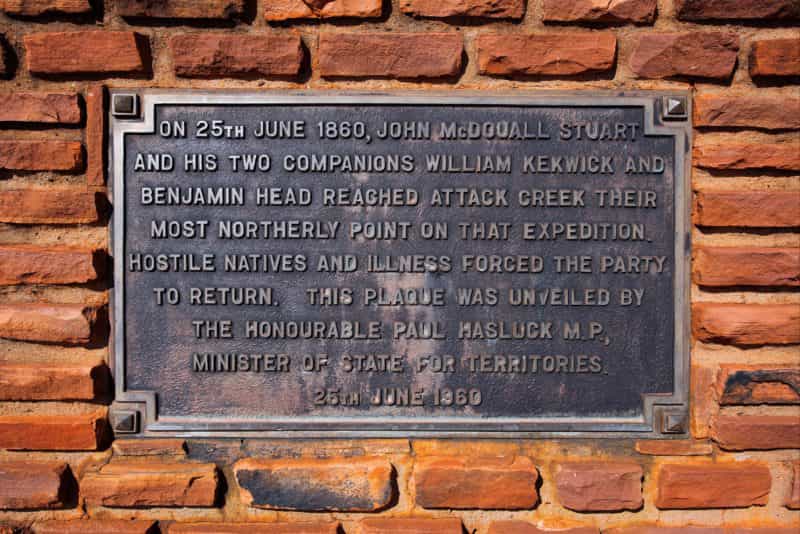 ON 25TH JUNE 1860, JOHN McDOUALL STUART
AND HIS TWO COMPANIONS WILLIAM KEKWICK AND
BENJAMIN HEAD REACHED ATTACK CREEK THEIR
MOST NORTHERLY POINT ON THAT EXPEDITION.
HOSTILE NATIVES AND ILLNESS FORCED THE PARTY
TO RETURN. THIS PLAQUE WAS UNVEILED BY
THE HONOURABLE PAUL HASLUCK M.P.,
MINISTER OF STATE FOR TERRITORIES.
25TH JUNE 1960